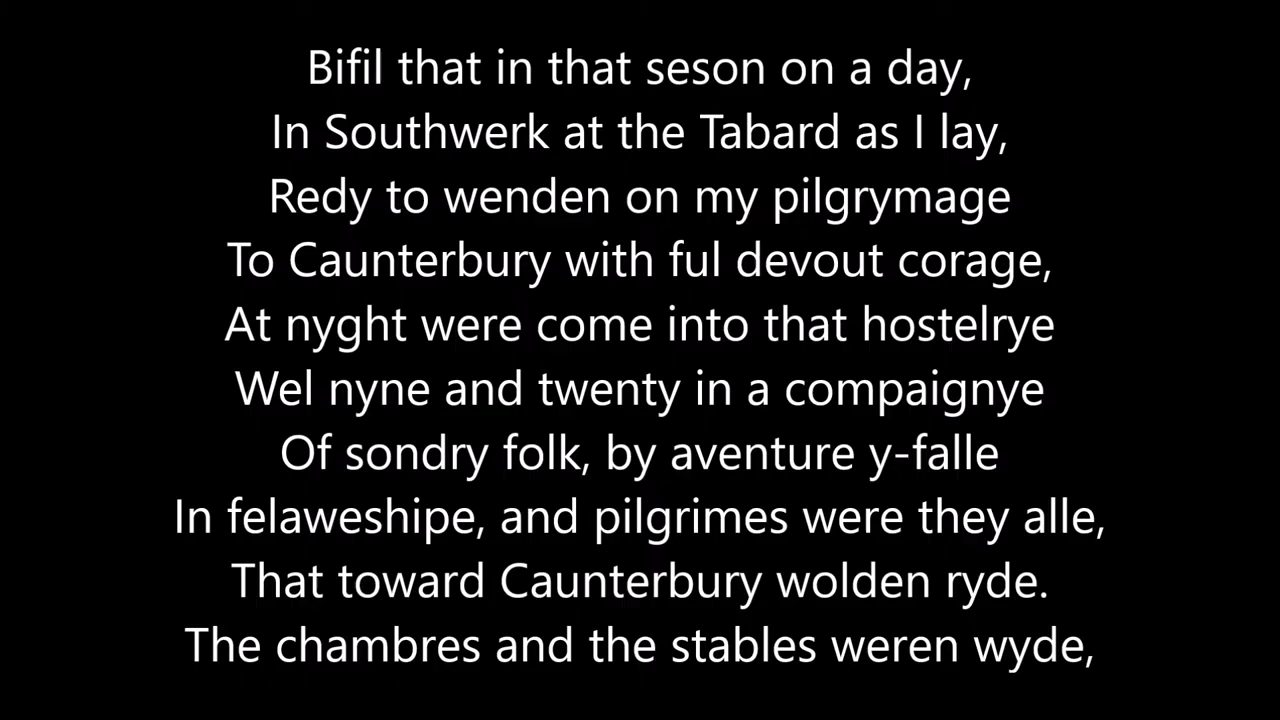 Bifil that in that seson on a day,
In Southwerk at the Tabard as I lay,
Redy to wenden on my pilgrymage
To Caunterbury with ful devout corage,
At nyght were come into that hostelrye
Wel nyne and twenty in a compaignye
Of sondry folk, by aventure y-falle
In felaweshipe, and pilgrimes were they alle,
That toward Caunterbury wolden ryde.
The chambres and the stables weren wyde,